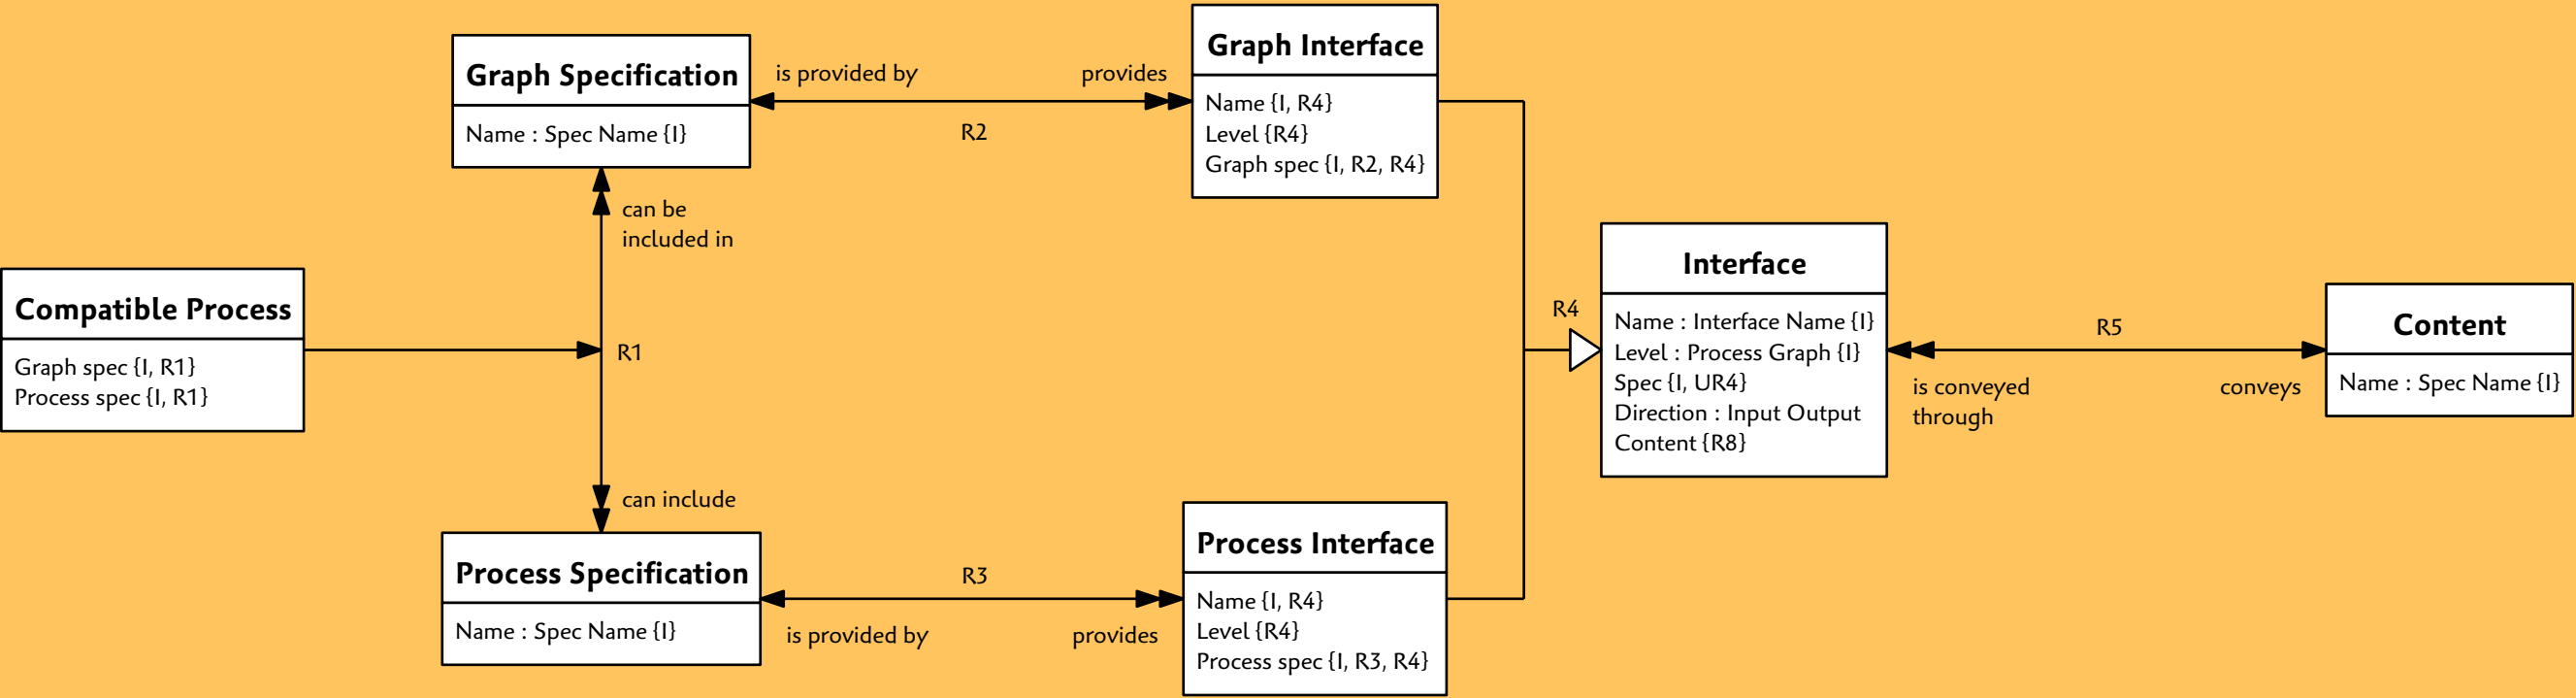 Graph Specification
Name : Spec Name {I}
is provided by
provides
R2
Graph Interface
Name {I, R4}
Level {R4}
Graph spec {I, R2, R4}
can be
included in
Compatible Process
Graph spec {I, R1}
Process spec {I, R1}
R1
can include
Process Specification
Name : Spec Name {I}
R3
is provided by
provides
Process Interface
Name {I, R4}
Level {R4}
Process spec {I, R3, R4}
R4
Interface
Name : Interface Name {I}
Level : Process Graph {I}
Spec {I, UR4}
Direction : Input Output
Content {R8}
R5
is conveyed
through
conveys
Content
Name : Spec Name {I}